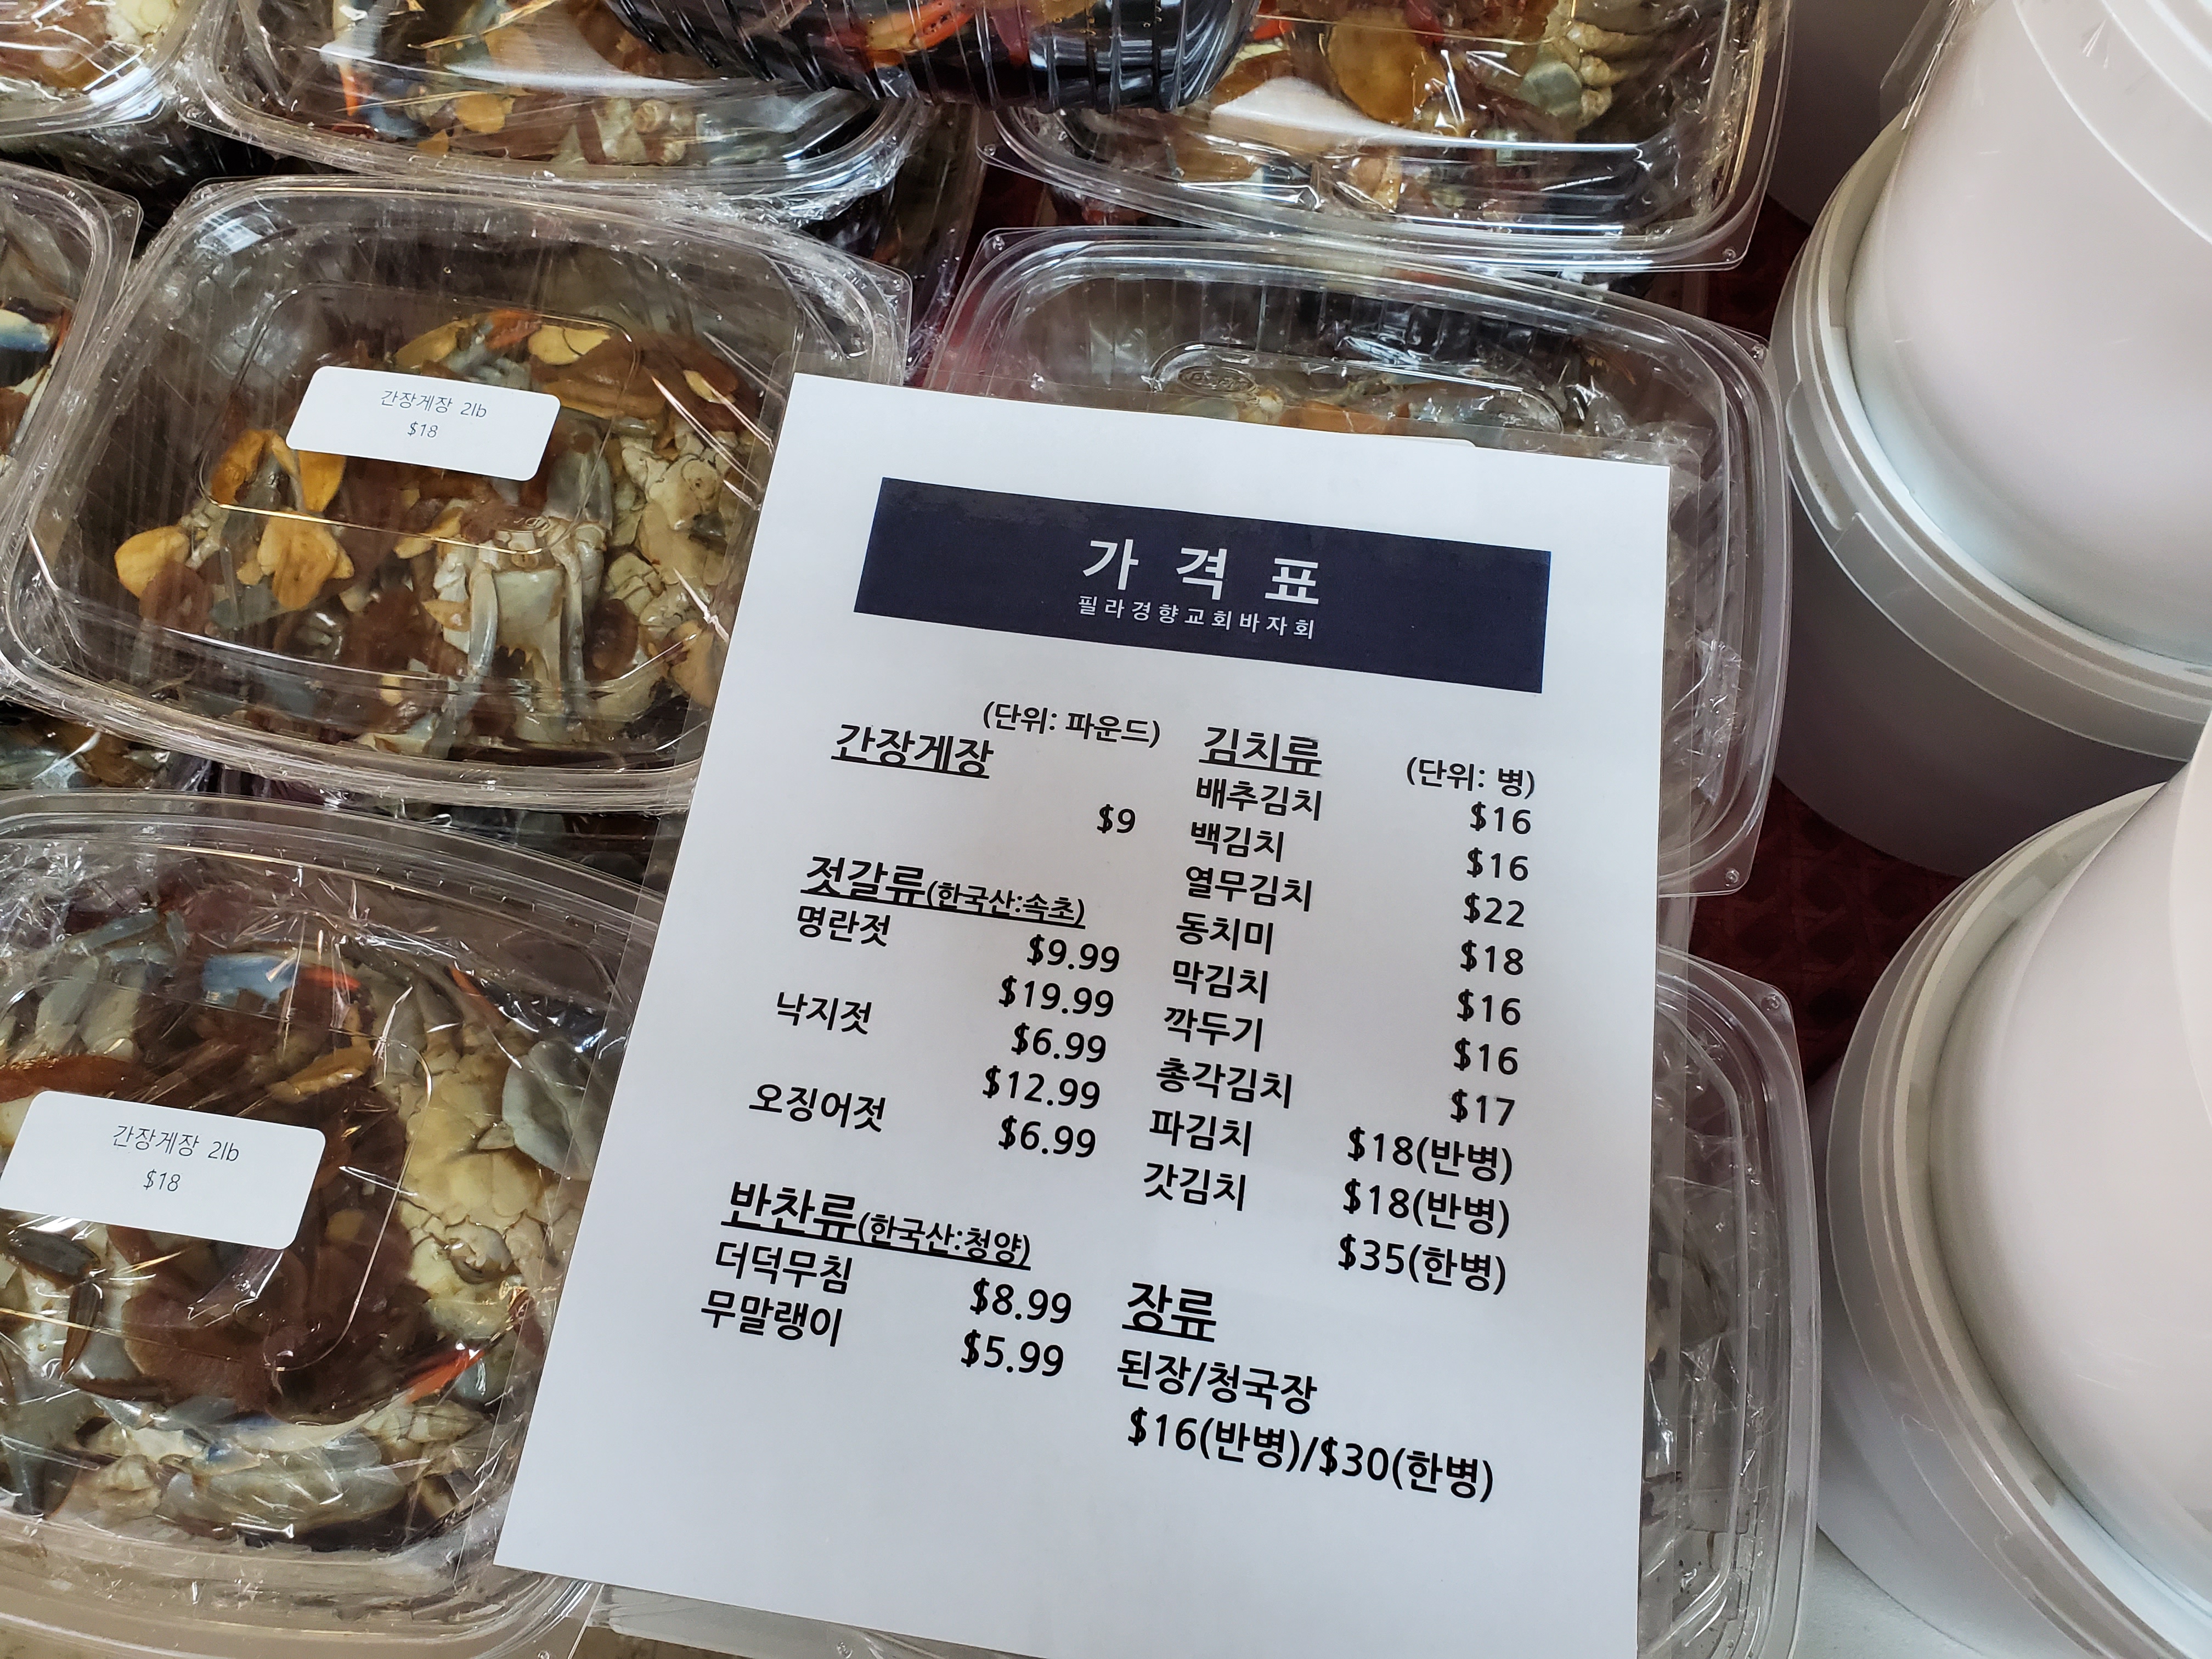 간장게장 2lb
$18
간장게장 2lb
$18
가격표
필라경향교회바자회
(단위: 파운드)
간장게장
$9
젓갈류(한국산:속초)
명란젓
$9.99
$19.99
낙지젓
$6.99
$12.99
오징어젓
$6.99
반찬류(한국산:청양)
더덕무침 $8.99
무말랭이 $5.99
김치류 (단위: 병)
배추김치 $16
백김치 $16
열무김치 $22
동치미 $18
막김치 $16
깍두기 $16
총각김치 $17
파김치 $18(반병)
갓김치 $18(반병)
$35(한병)
장류
된장/청국장
$16(반병)/$30(한병)